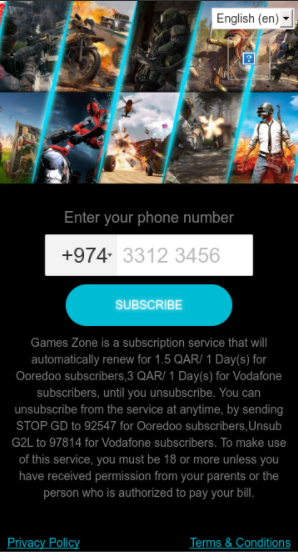 English (en)
Enter your phone number
+974 3312 3456
SUBSCRIBE
Games Zone is a subscription service that will
automatically renew for 1.5 QAR/ 1 Day(s) for
Ooredoo subscribers,3 QAR/ 1 Day(s) for Vodafone
subscribers, until you unsubscribe. You can
unsubscribe from the service at anytime, by sending
STOP GD to 92547 for Ooredoo subscribers,Unsub
G2L to 97814 for Vodafone subscribers. To make use
of this service, you must be 18 or more unless you
have received permission from your parents or the
person who is authorized to pay your bill.
Privacy Policy Terms & Conditions